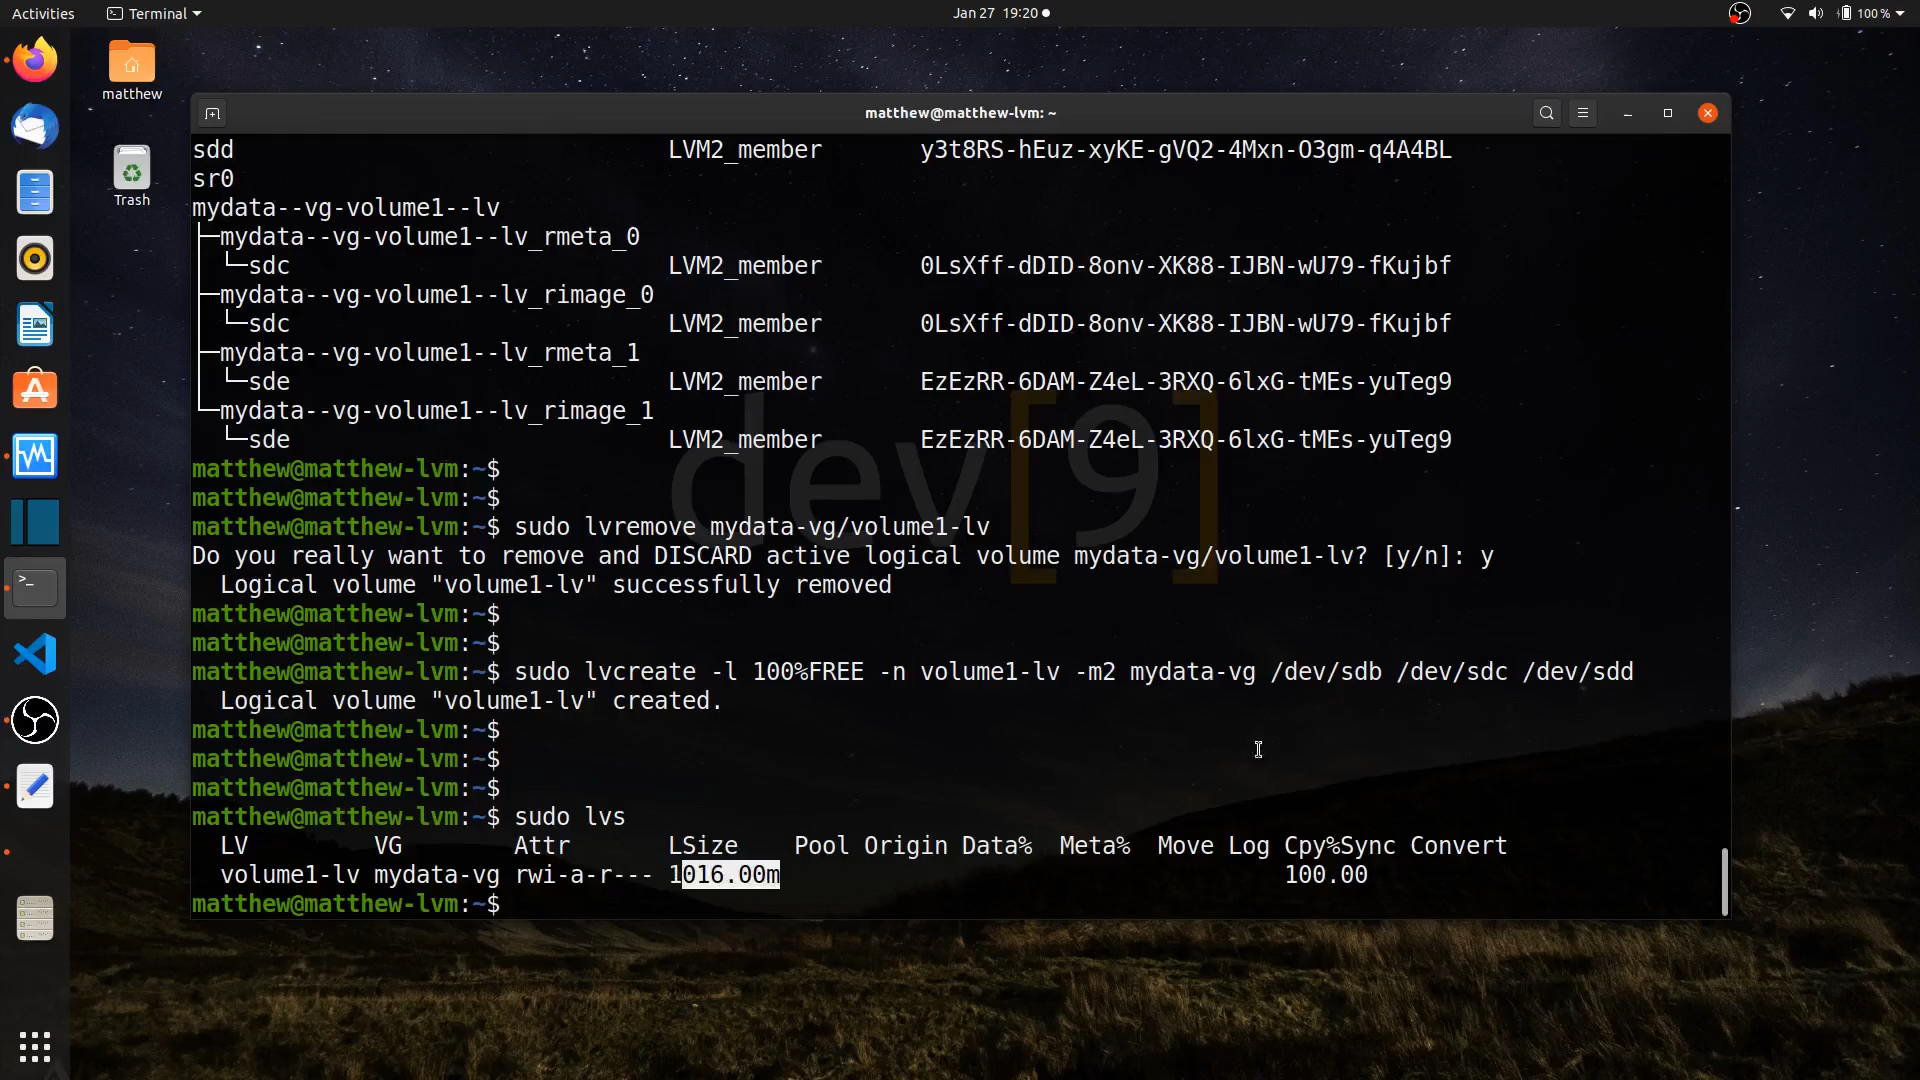 Activities Terminal Jan 27 19:20 100 %
matthew
Trash
matthew@matthew-lvm: ~
sdd LVM2_member y3t8RS-hEuz-xyKE-gVQ2-4Mxn-O3gm-q4A4BL
sr0
mydata--vg-volume1--lv
├─mydata--vg-volume1--lv_rmeta_0
│ └─sdc LVM2_member 0LsXff-dDID-8onv-XK88-IJBN-wU79-fKujbf
├─mydata--vg-volume1--lv_rimage_0
│ └─sdc LVM2_member 0LsXff-dDID-8onv-XK88-IJBN-wU79-fKujbf
├─mydata--vg-volume1--lv_rmeta_1
│ └─sde LVM2_member EzEzRR-6DAM-Z4eL-3RXQ-6lxG-tMEs-yuTeg9
└─mydata--vg-volume1--lv_rimage_1
  └─sde LVM2_member EzEzRR-6DAM-Z4eL-3RXQ-6lxG-tMEs-yuTeg9
dev[9]
matthew@matthew-lvm:~$
matthew@matthew-lvm:~$
matthew@matthew-lvm:~$ sudo lvremove mydata-vg/volume1-lv
Do you really want to remove and DISCARD active logical volume mydata-vg/volume1-lv? [y/n]: y
  Logical volume "volume1-lv" successfully removed
matthew@matthew-lvm:~$
matthew@matthew-lvm:~$
matthew@matthew-lvm:~$ sudo lvcreate -l 100%FREE -n volume1-lv -m2 mydata-vg /dev/sdb /dev/sdc /dev/sdd
  Logical volume "volume1-lv" created.
matthew@matthew-lvm:~$
matthew@matthew-lvm:~$
matthew@matthew-lvm:~$
matthew@matthew-lvm:~$ sudo lvs
  LV VG Attr LSize Pool Origin Data% Meta% Move Log Cpy%Sync Convert
  volume1-lv mydata-vg rwi-a-r--- 1016.00m 100.00
matthew@matthew-lvm:~$